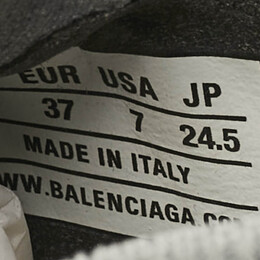 EUR USA JP
37 7 24.5
MADE IN ITALY
WWW.BALENCIAGA.CO